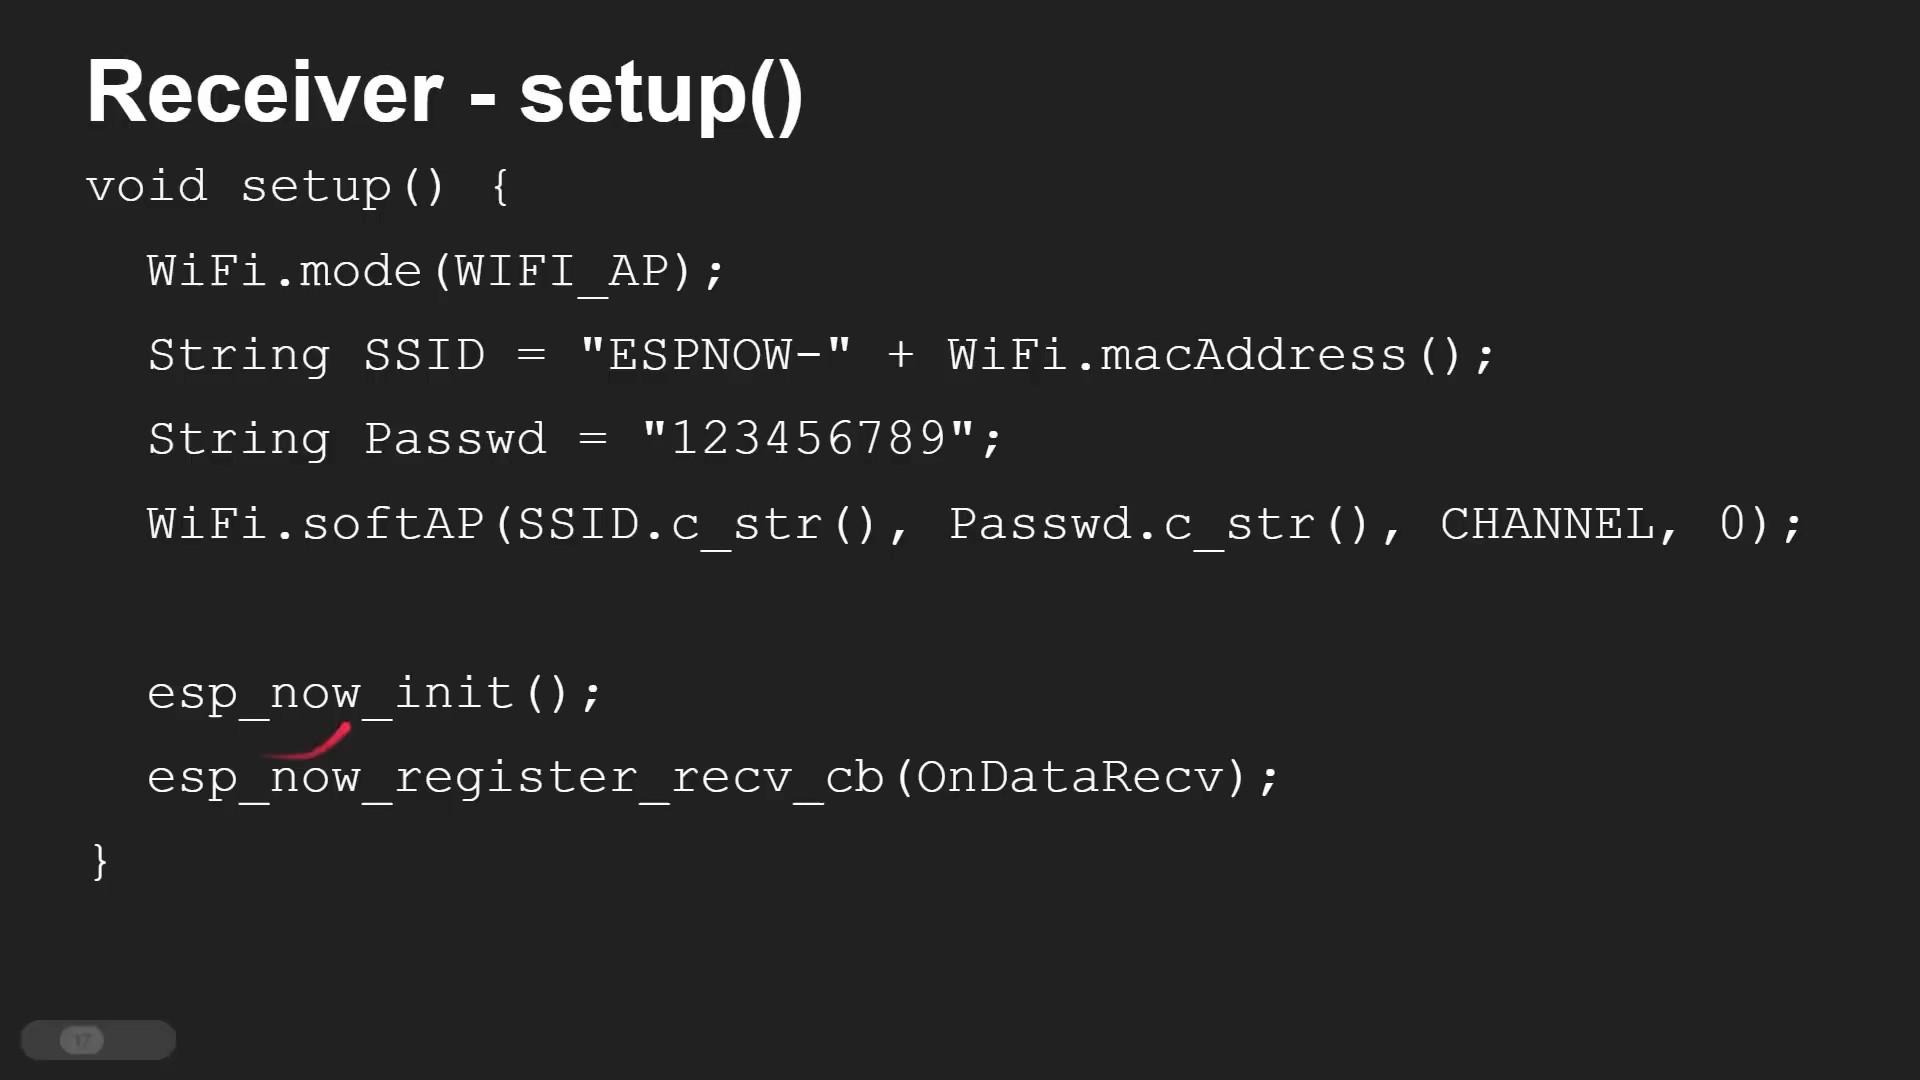 Receiver - setup()
void setup() {
WiFi.mode(WIFI_AP);
String SSID = "ESPNOW-" + WiFi.macAddress();
String Passwd = "123456789";
WiFi.softAP(SSID.c_str(), Passwd.c_str(), CHANNEL, 0);
esp_now_init();
esp_now_register_recv_cb(OnDataRecv);
}
17